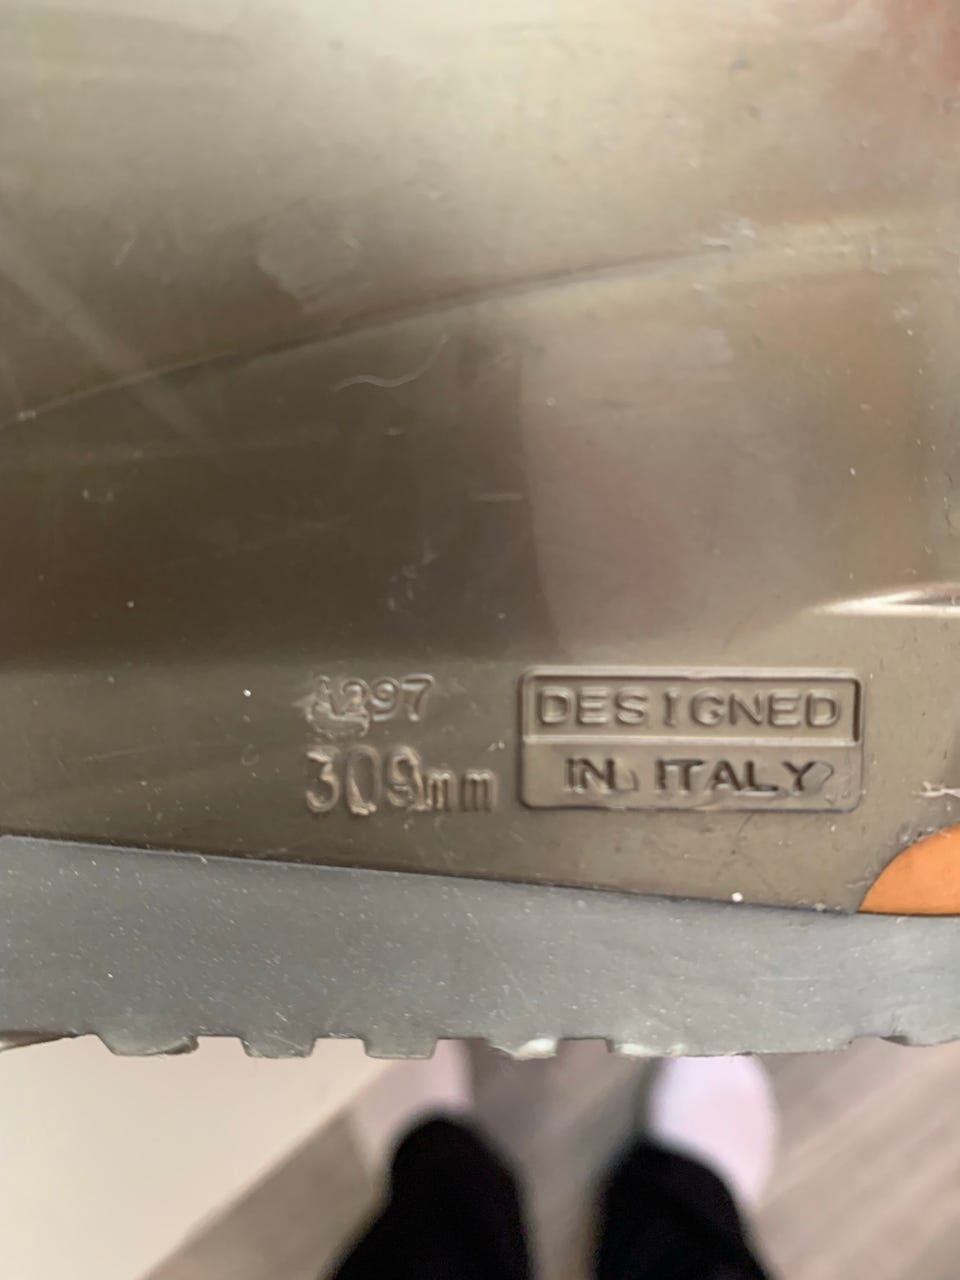 A297
309mm
DESIGNED
IN ITALY